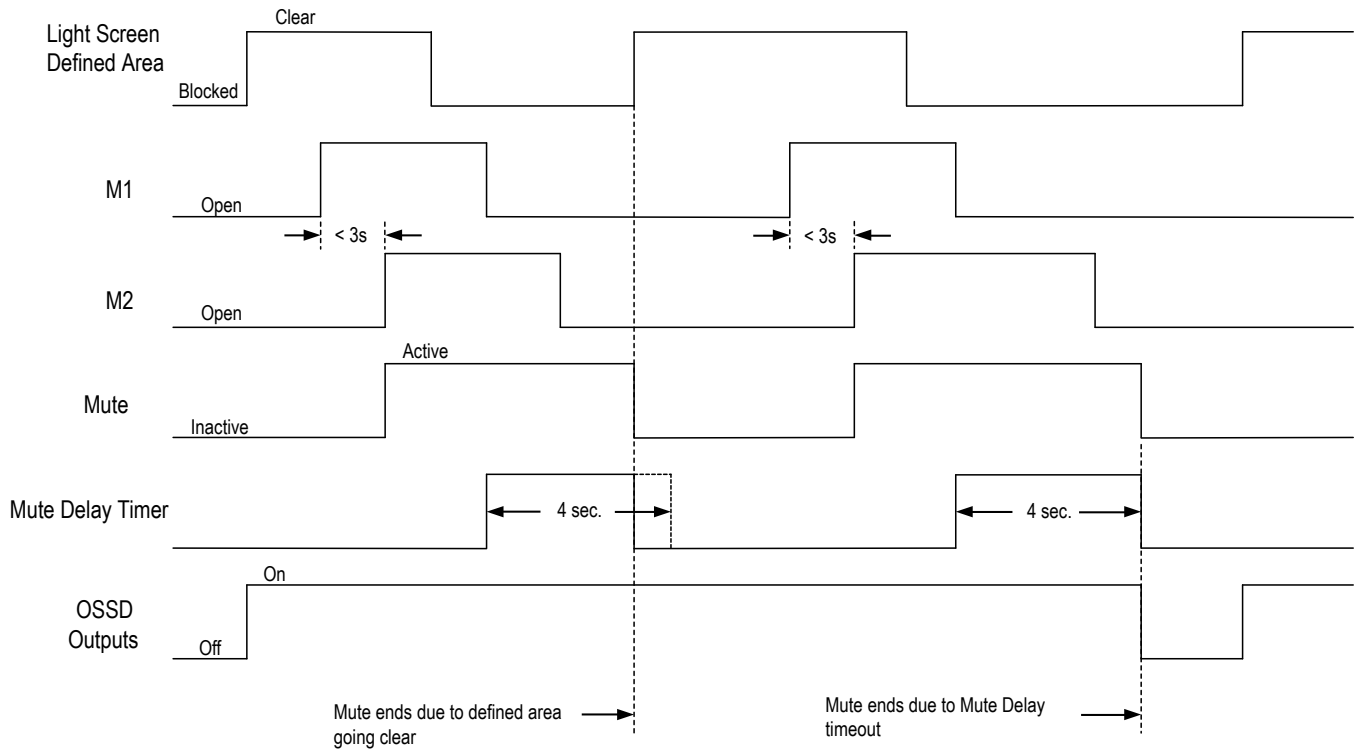 Clear
Light Screen
Defined Area
Blocked
M1
Open
< 3s
< 3s
M2
Open
Active
Mute
Inactive
Mute Delay Timer
4 sec.
4 sec.
On
OSSD
Outputs
Off
Mute ends due to defined area
going clear
Mute ends due to Mute Delay
timeout